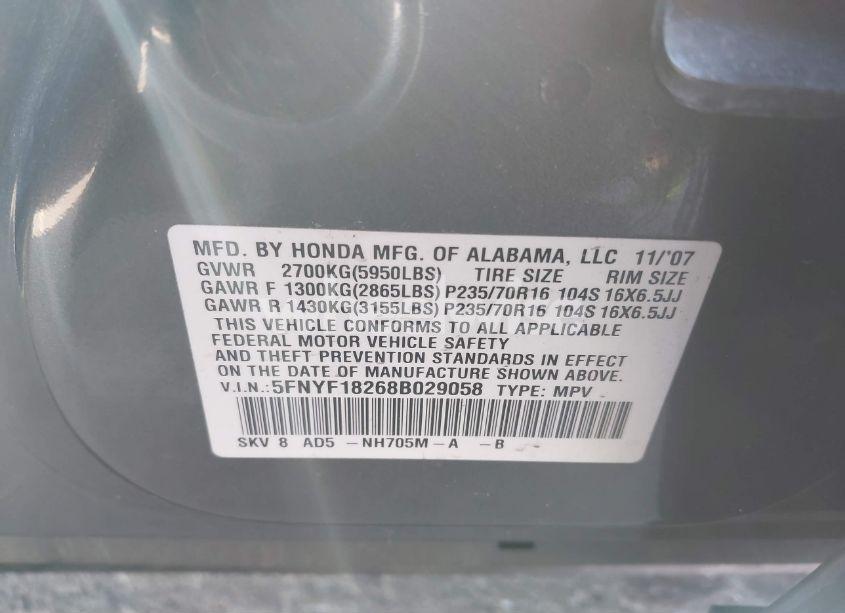 MFD. BY HONDA MFG. OF ALABAMA, LLC 11/'07
GVWR 2700KG(5950LBS) TIRE SIZE RIM SIZE
GAWR F 1300KG(2865LBS) P235/70R16 104S 16X6.5JJ
GAWR R 1430KG(3155LBS) P235/70R16 104S 16X6.5JJ
THIS VEHICLE CONFORMS TO ALL APPLICABLE
FEDERAL MOTOR VEHICLE SAFETY
AND THEFT PREVENTION STANDARDS IN EFFECT
ON THE DATE OF MANUFACTURE SHOWN ABOVE.
V.I.N.:5FNYF18268B029058 TYPE: MPV
SKV 8 AD5 -NH705M-A -B